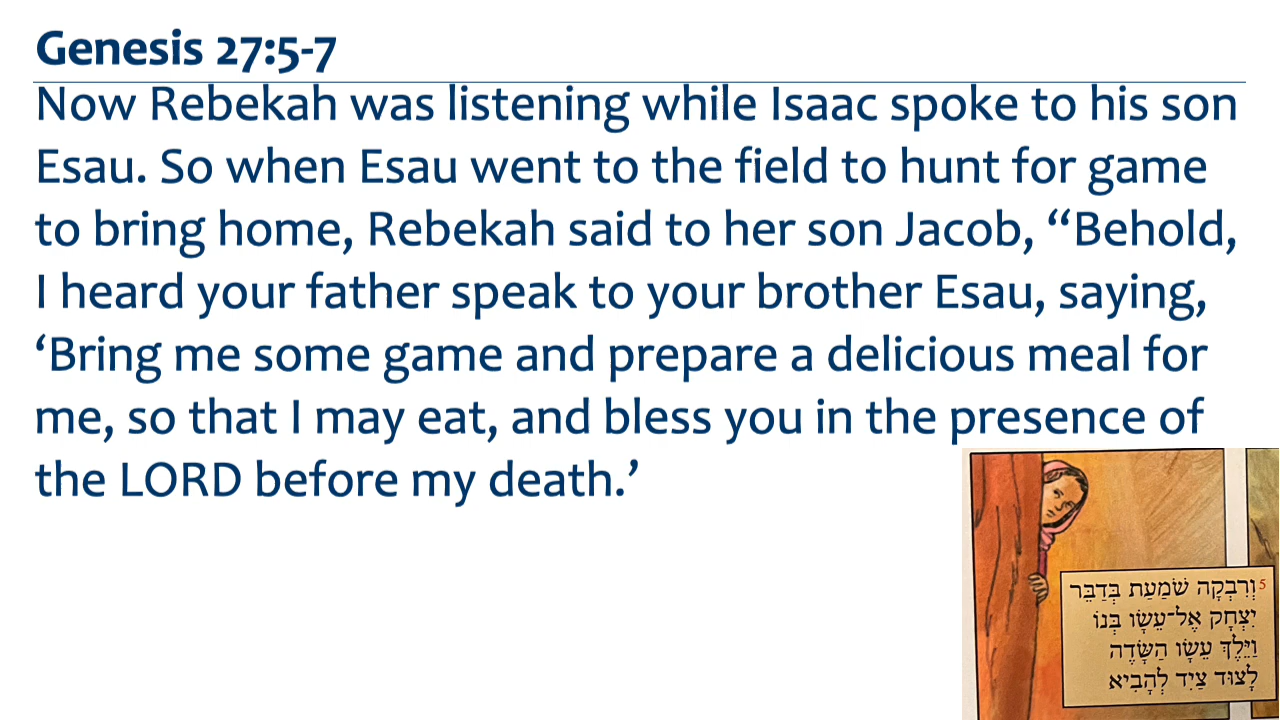 Genesis 27:5-7
Now Rebekah was listening while Isaac spoke to his son
Esau. So when Esau went to the field to hunt for game
to bring home, Rebekah said to her son Jacob, “Behold,
I heard your father speak to your brother Esau, saying,
‘Bring me some game and prepare a delicious meal for
me, so that I may eat, and bless you in the presence of
the LORD before my death.’
5 וְרִבְקָה שֹׁמַעַת בְּדַבֵּר
יִצְחָק אֶל־עֵשָׂו בְּנוֹ
וַיֵּלֶךְ עֵשָׂו הַשָּׂדֶה
לָצוּד צַיִד לְהָבִיא